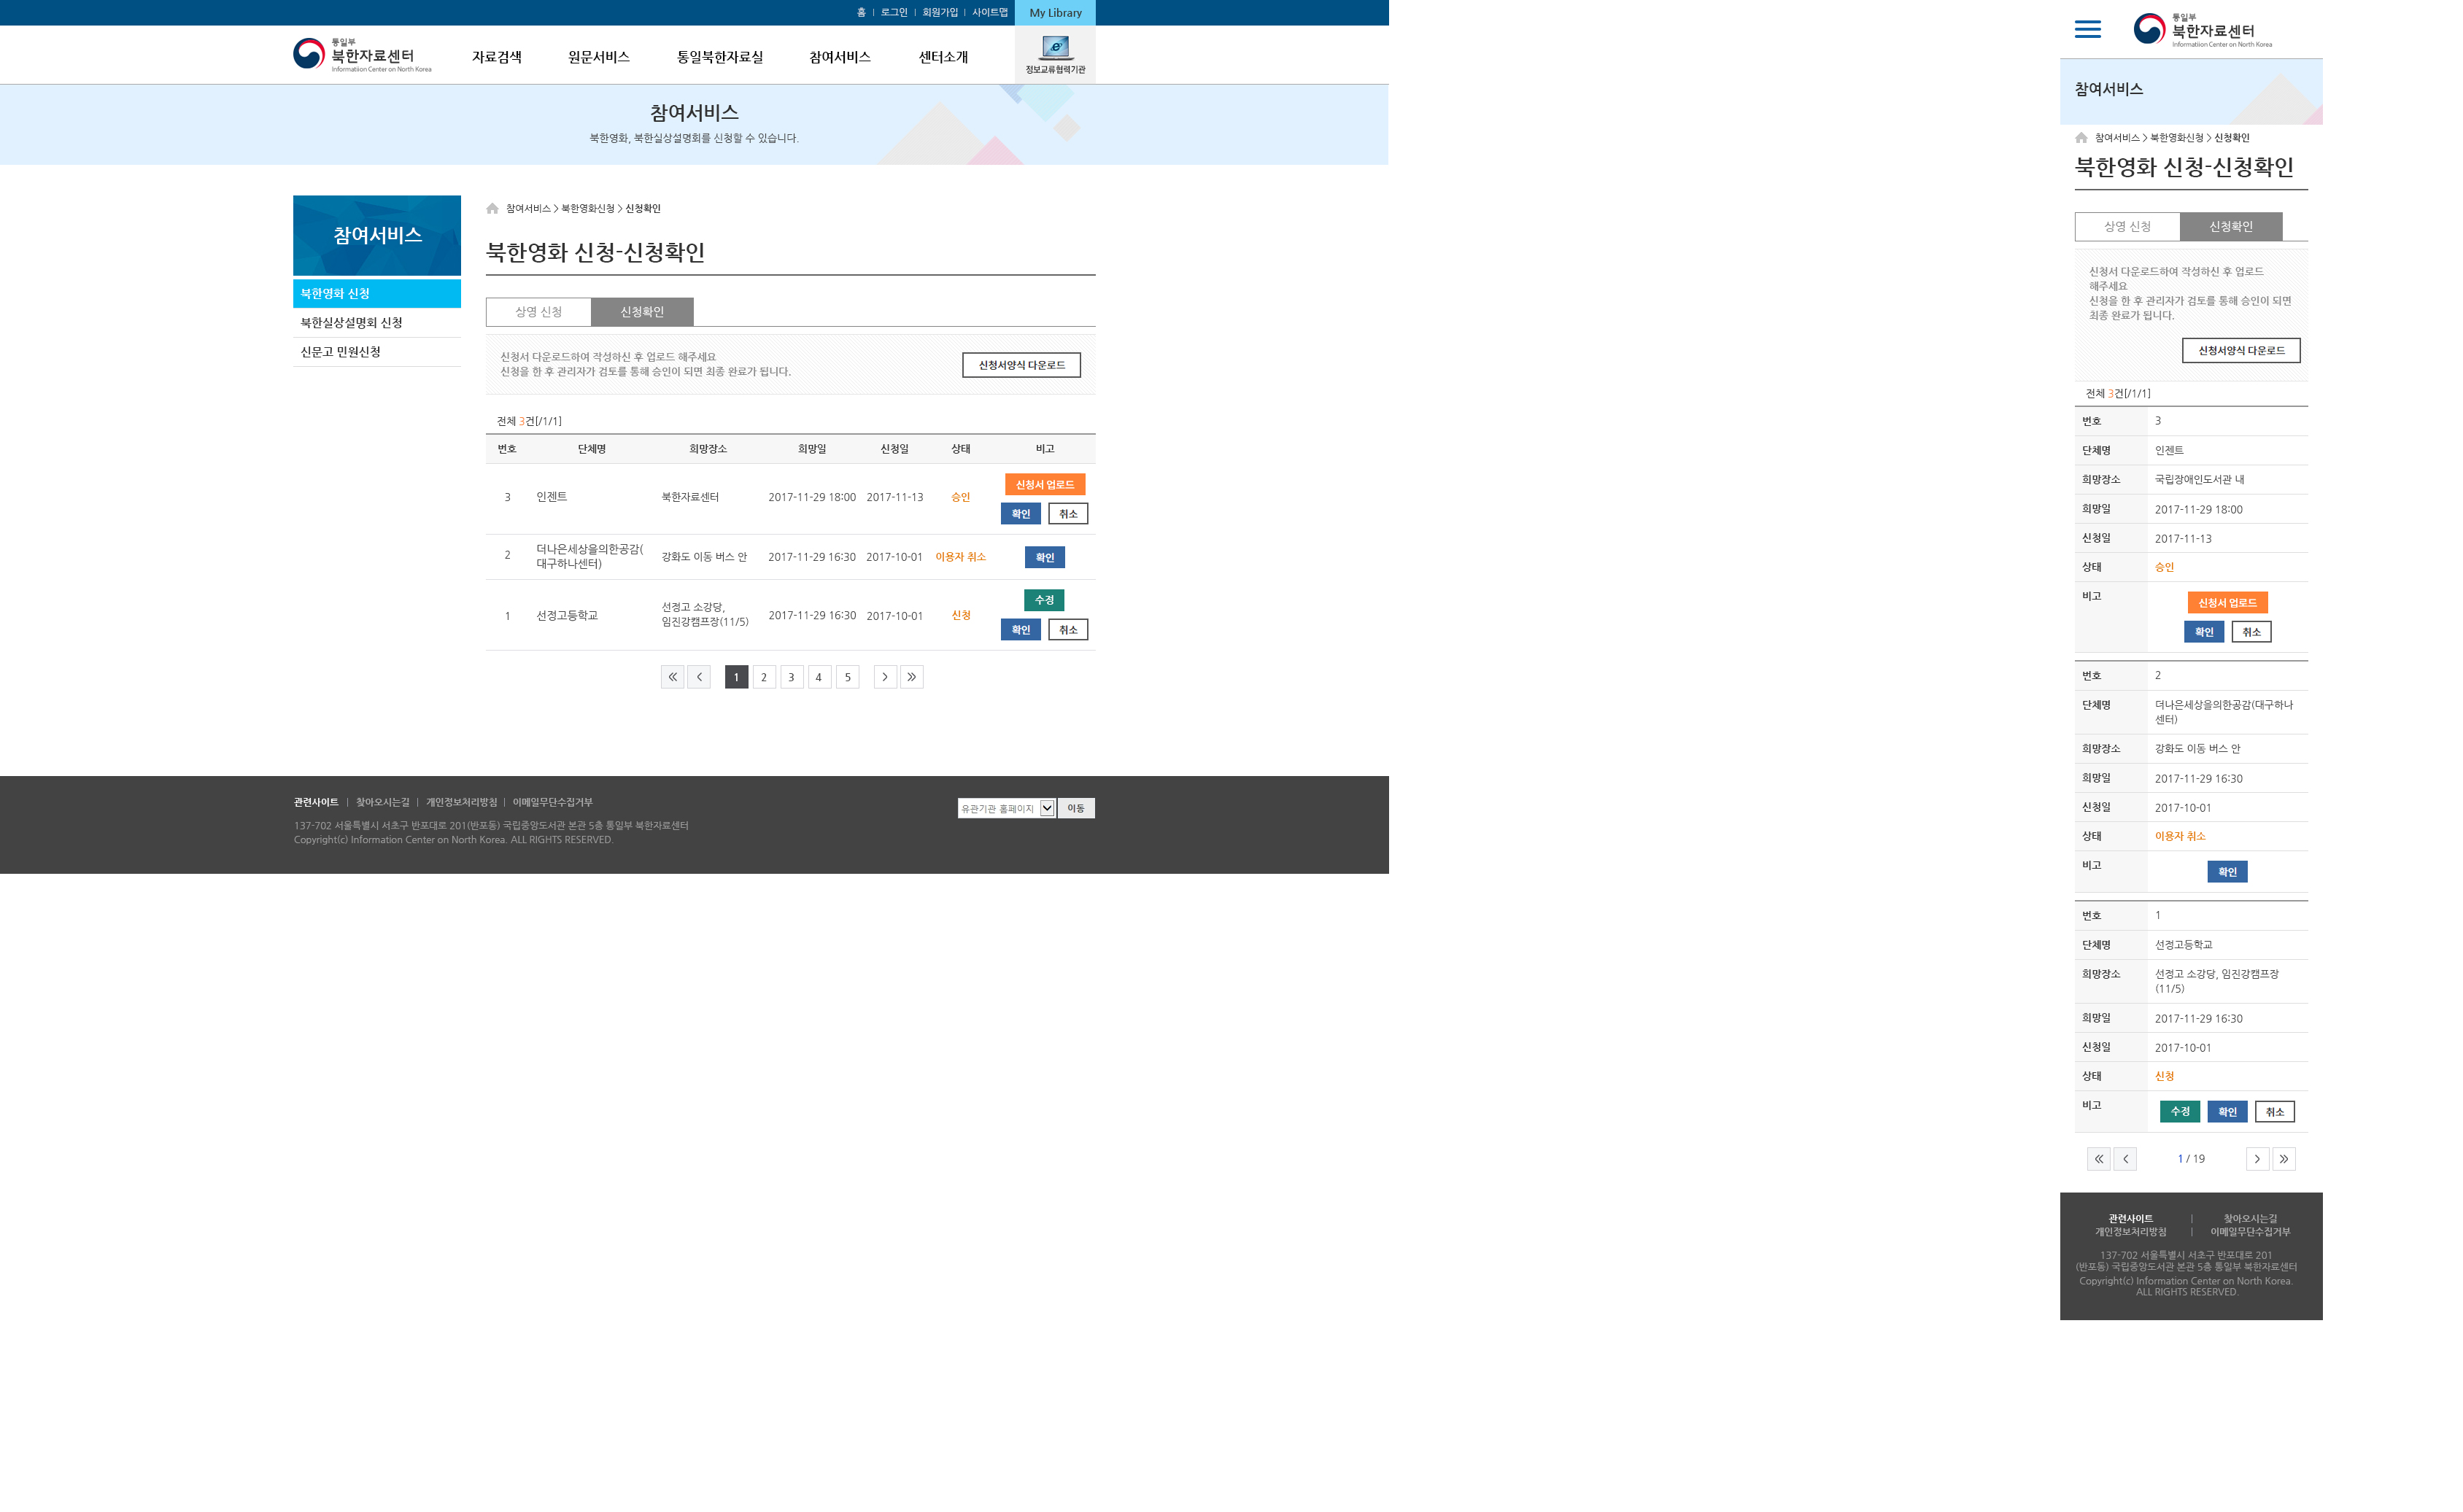 홈 | 로그인 | 회원가입 | 사이트맵 My Library
통일부
북한자료센터
Informatiion Center on North Korea
자료검색 원문서비스 통일북한자료실 참여서비스 센터소개
정보교류협력기관
참여서비스
북한영화, 북한실상설명회를 신청할 수 있습니다.
참여서비스
북한영화 신청
북한실상설명회 신청
신문고 민원신청
참여서비스 > 북한영화신청 > 신청확인
북한영화 신청-신청확인
상영 신청 신청확인
신청서 다운로드하여 작성하신 후 업로드 해주세요
신청을 한 후 관리자가 검토를 통해 승인이 되면 최종 완료가 됩니다.
신청서양식 다운로드
전체 3건[/1/1]
번호 단체명 희망장소 희망일 신청일 상태 비고
3 인젠트 북한자료센터 2017-11-29 18:00 2017-11-13 승인
신청서 업로드
확인 취소
2 더나은세상을의한공감(
대구하나센터)
강화도 이동 버스 안 2017-11-29 16:30 2017-10-01 이용자 취소 확인
1 선정고등학교
선정고 소강당,
임진강캠프장(11/5)
2017-11-29 16:30 2017-10-01 신청
수정
확인 취소
1 2 3 4 5
관련사이트 | 찾아오시는길 | 개인정보처리방침 | 이메일무단수집거부
137-702 서울특별시 서초구 반포대로 201(반포동) 국립중앙도서관 본관 5층 통일부 북한자료센터
Copyright(c) Information Center on North Korea. ALL RIGHTS RESERVED.
유관기관 홈페이지 이동
통일부
북한자료센터
Informatiion Center on North Korea
참여서비스
참여서비스 > 북한영화신청 > 신청확인
북한영화 신청-신청확인
상영 신청 신청확인
신청서 다운로드하여 작성하신 후 업로드
해주세요
신청을 한 후 관리자가 검토를 통해 승인이 되면
최종 완료가 됩니다.
신청서양식 다운로드
전체 3건[/1/1]
번호 3
단체명 인젠트
희망장소 국립장애인도서관 내
희망일 2017-11-29 18:00
신청일 2017-11-13
상태 승인
비고 신청서 업로드
확인 취소
번호 2
단체명 더나은세상을의한공감(대구하나
센터)
희망장소 강화도 이동 버스 안
희망일 2017-11-29 16:30
신청일 2017-10-01
상태 이용자 취소
비고 확인
번호 1
단체명 선정고등학교
희망장소 선정고 소강당, 임진강캠프장
(11/5)
희망일 2017-11-29 16:30
신청일 2017-10-01
상태 신청
비고 수정 확인 취소
1 / 19
관련사이트 | 찾아오시는길
개인정보처리방침 | 이메일무단수집거부
137-702 서울특별시 서초구 반포대로 201
(반포동) 국립중앙도서관 본관 5층 통일부 북한자료센터
Copyright(c) Information Center on North Korea.
ALL RIGHTS RESERVED.